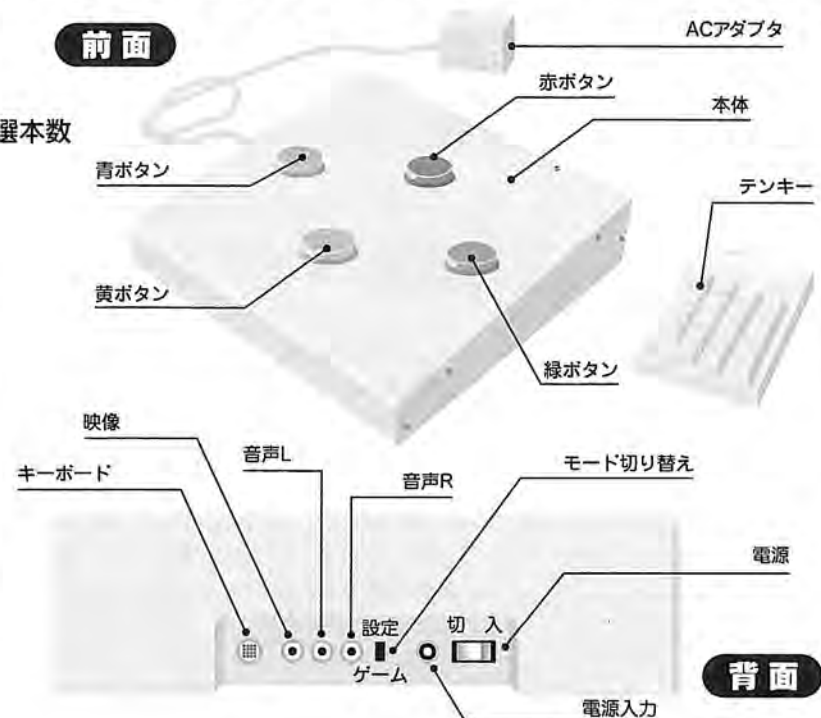 前面
ACアダプタ
赤ボタン
本体
選本数
青ボタン
テンキー
黄ボタン
緑ボタン
映像
音声L
モード切り替え
キーボード
音声R
電源
設定
切 入
ゲーム
背面
電源入力